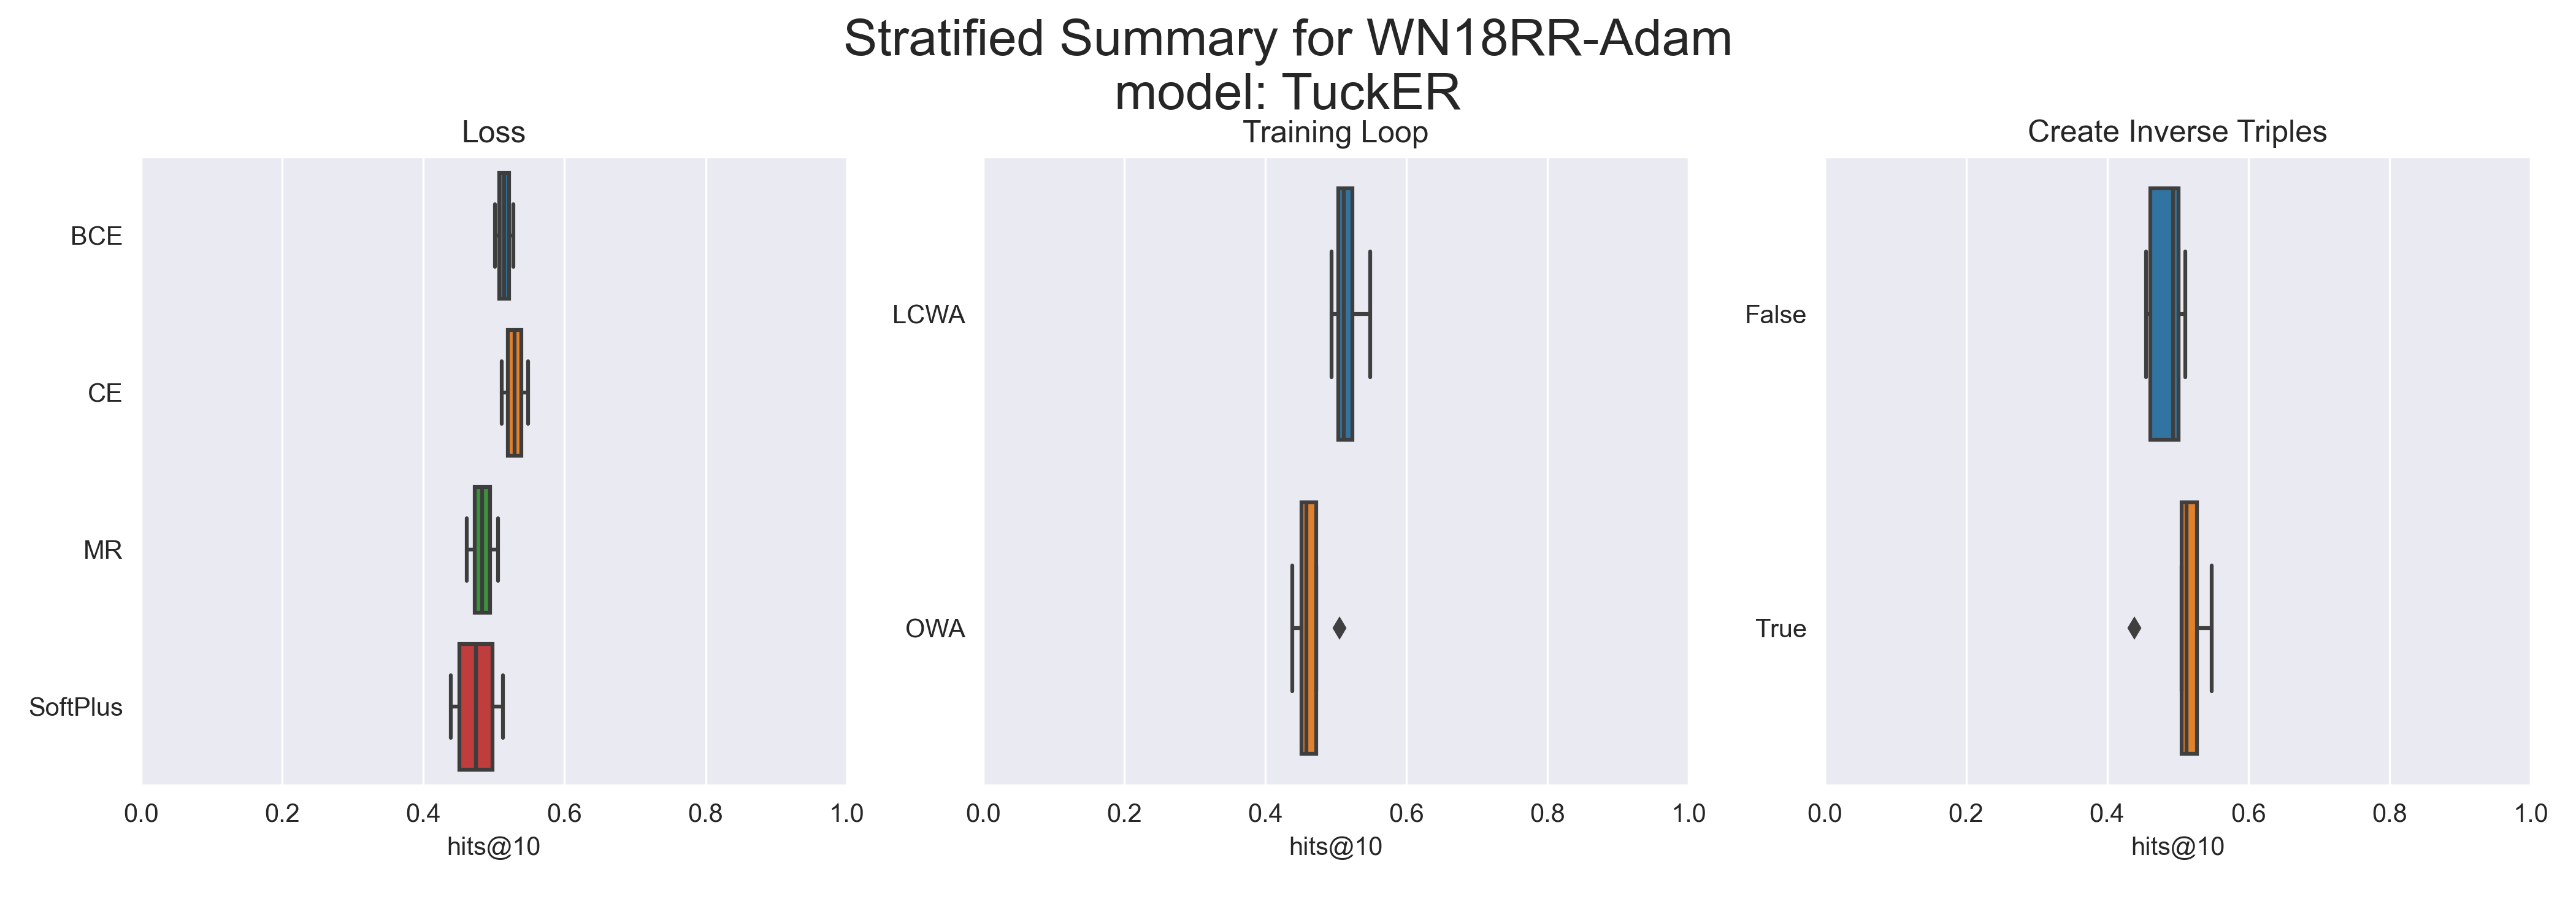 Stratified Summary for WN18RR-Adam
model: TuckER
Loss
BCE
CE
MR
SoftPlus
0.0 0.2 0.4 0.6 0.8 1.0
hits@10
Training Loop
LCWA
OWA
0.0 0.2 0.4 0.6 0.8 1.0
hits@10
Create Inverse Triples
False
True
0.0 0.2 0.4 0.6 0.8 1.0
hits@10